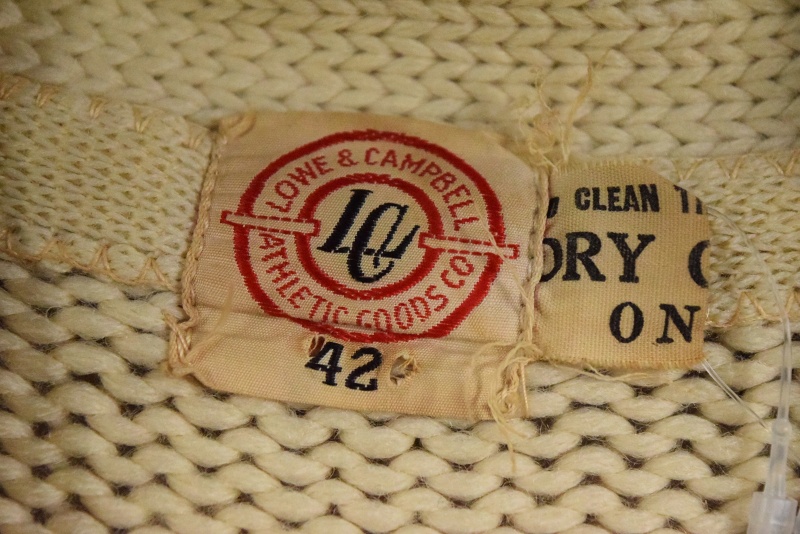 LOWE & CAMPBELL
LC
ATHLETIC GOODS CO
42
CLEAN
DRY
ON